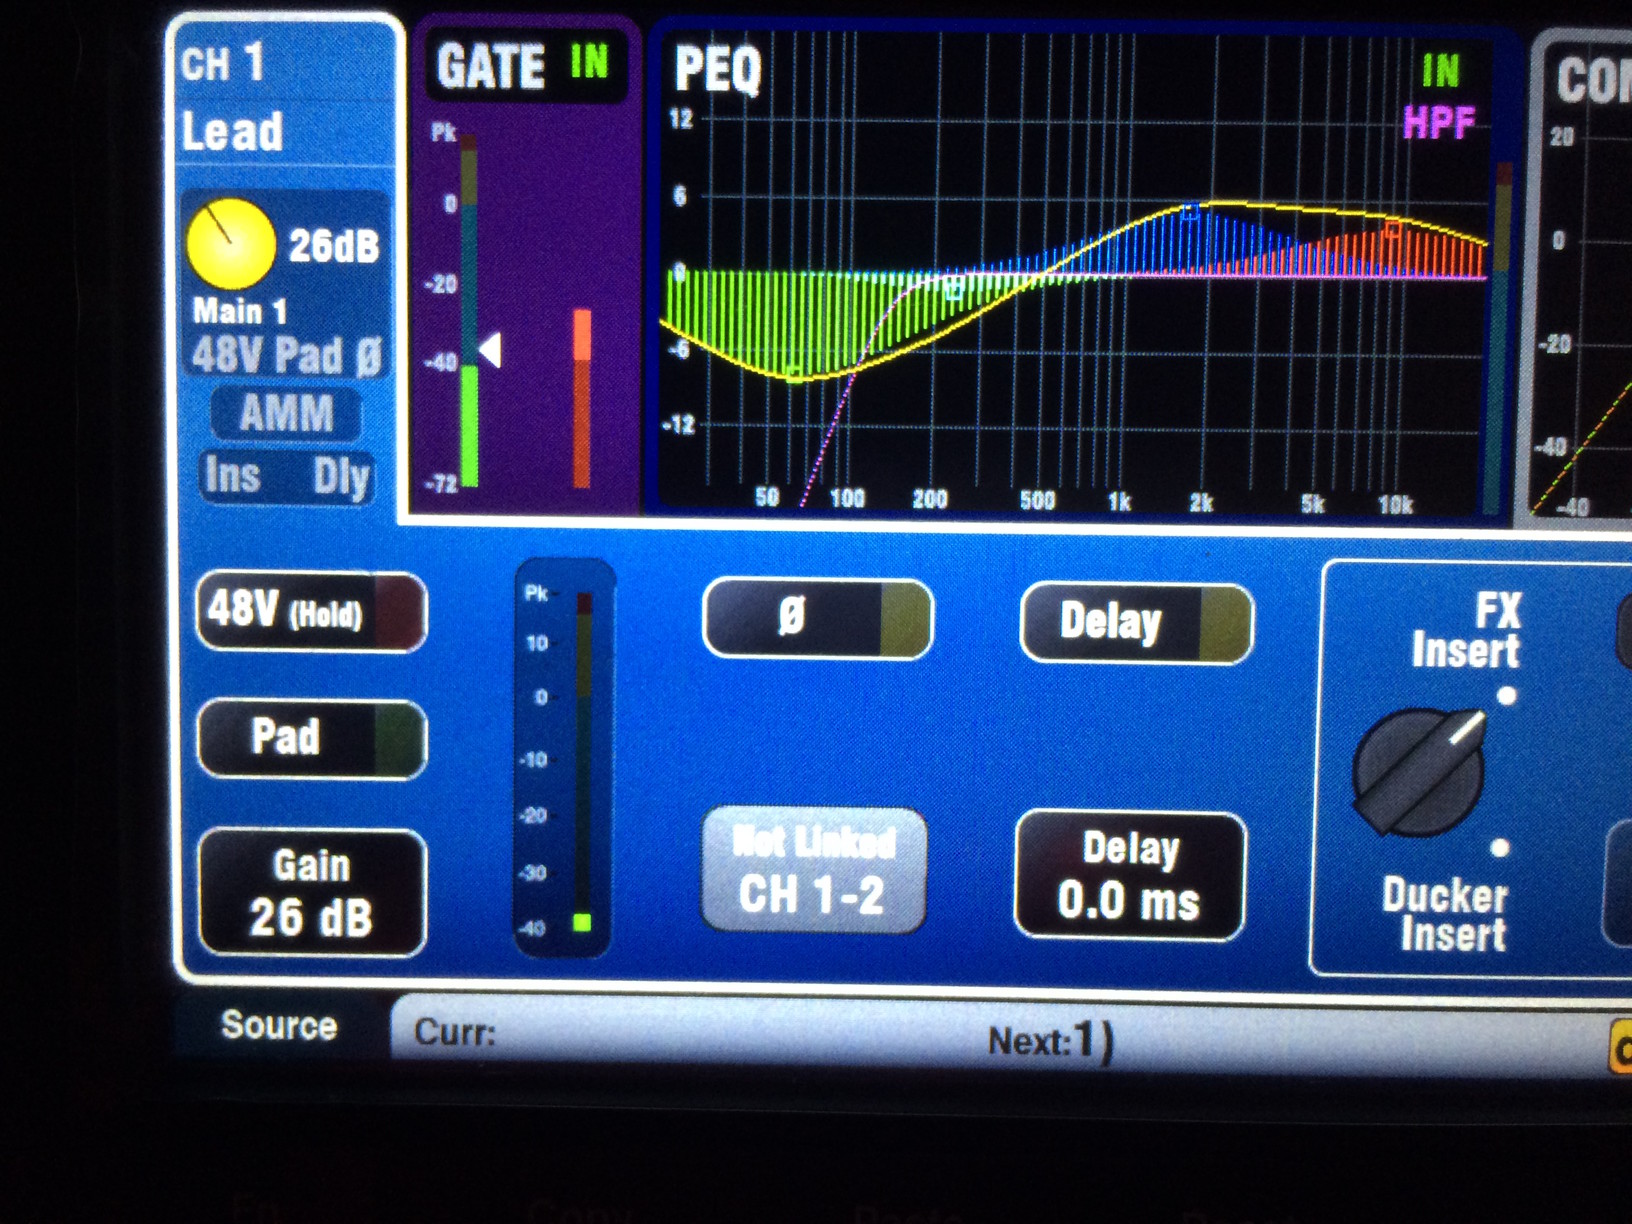 CH 1
Lead
26dB
Main 1
48V Pad Ø
AMM
Ins Dly
GATE IN
Pk
0
-20
-40
-72
PEQ
IN
HPF
12
6
0
-6
-12
50 100 200 500 1k 2k 5k 10k
20
0
-20
-40
-40
48V (Hold)
Pad
Gain
26 dB
Pk
10
0
-10
-20
-30
-40
Ø
Delay
Not Linked
CH 1-2
Delay
0.0 ms
FX
Insert
Ducker
Insert
Source
Curr:
Next:1)
Copy